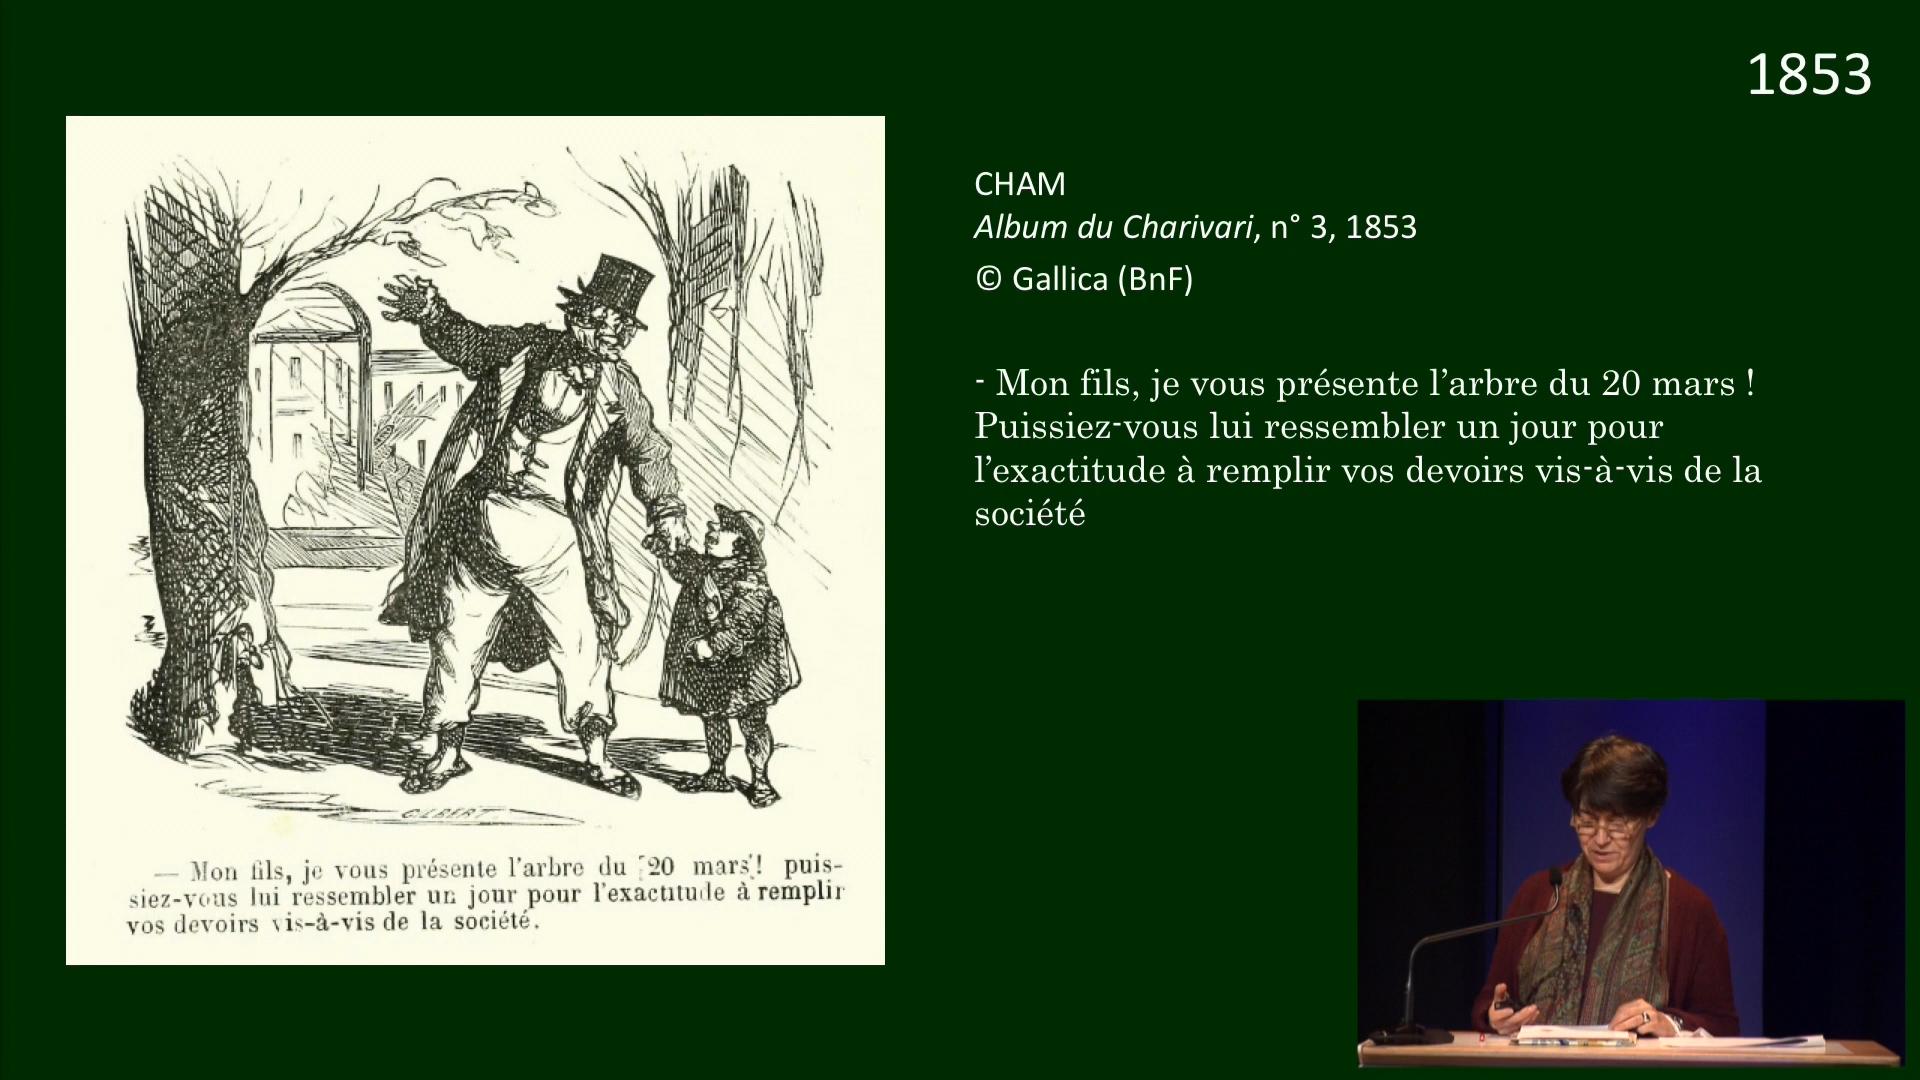 1853
CHAM
Album du Charivari, n° 3, 1853
© Gallica (BnF)
- Mon fils, je vous présente l’arbre du 20 mars !
Puissiez-vous lui ressembler un jour pour
l’exactitude à remplir vos devoirs vis-à-vis de la
société
GILBERT
— Mon fils, je vous présente l’arbre du 20 mars ! puis-
siez-vous lui ressembler un jour pour l’exactitude à remplir
vos devoirs vis-à-vis de la société.